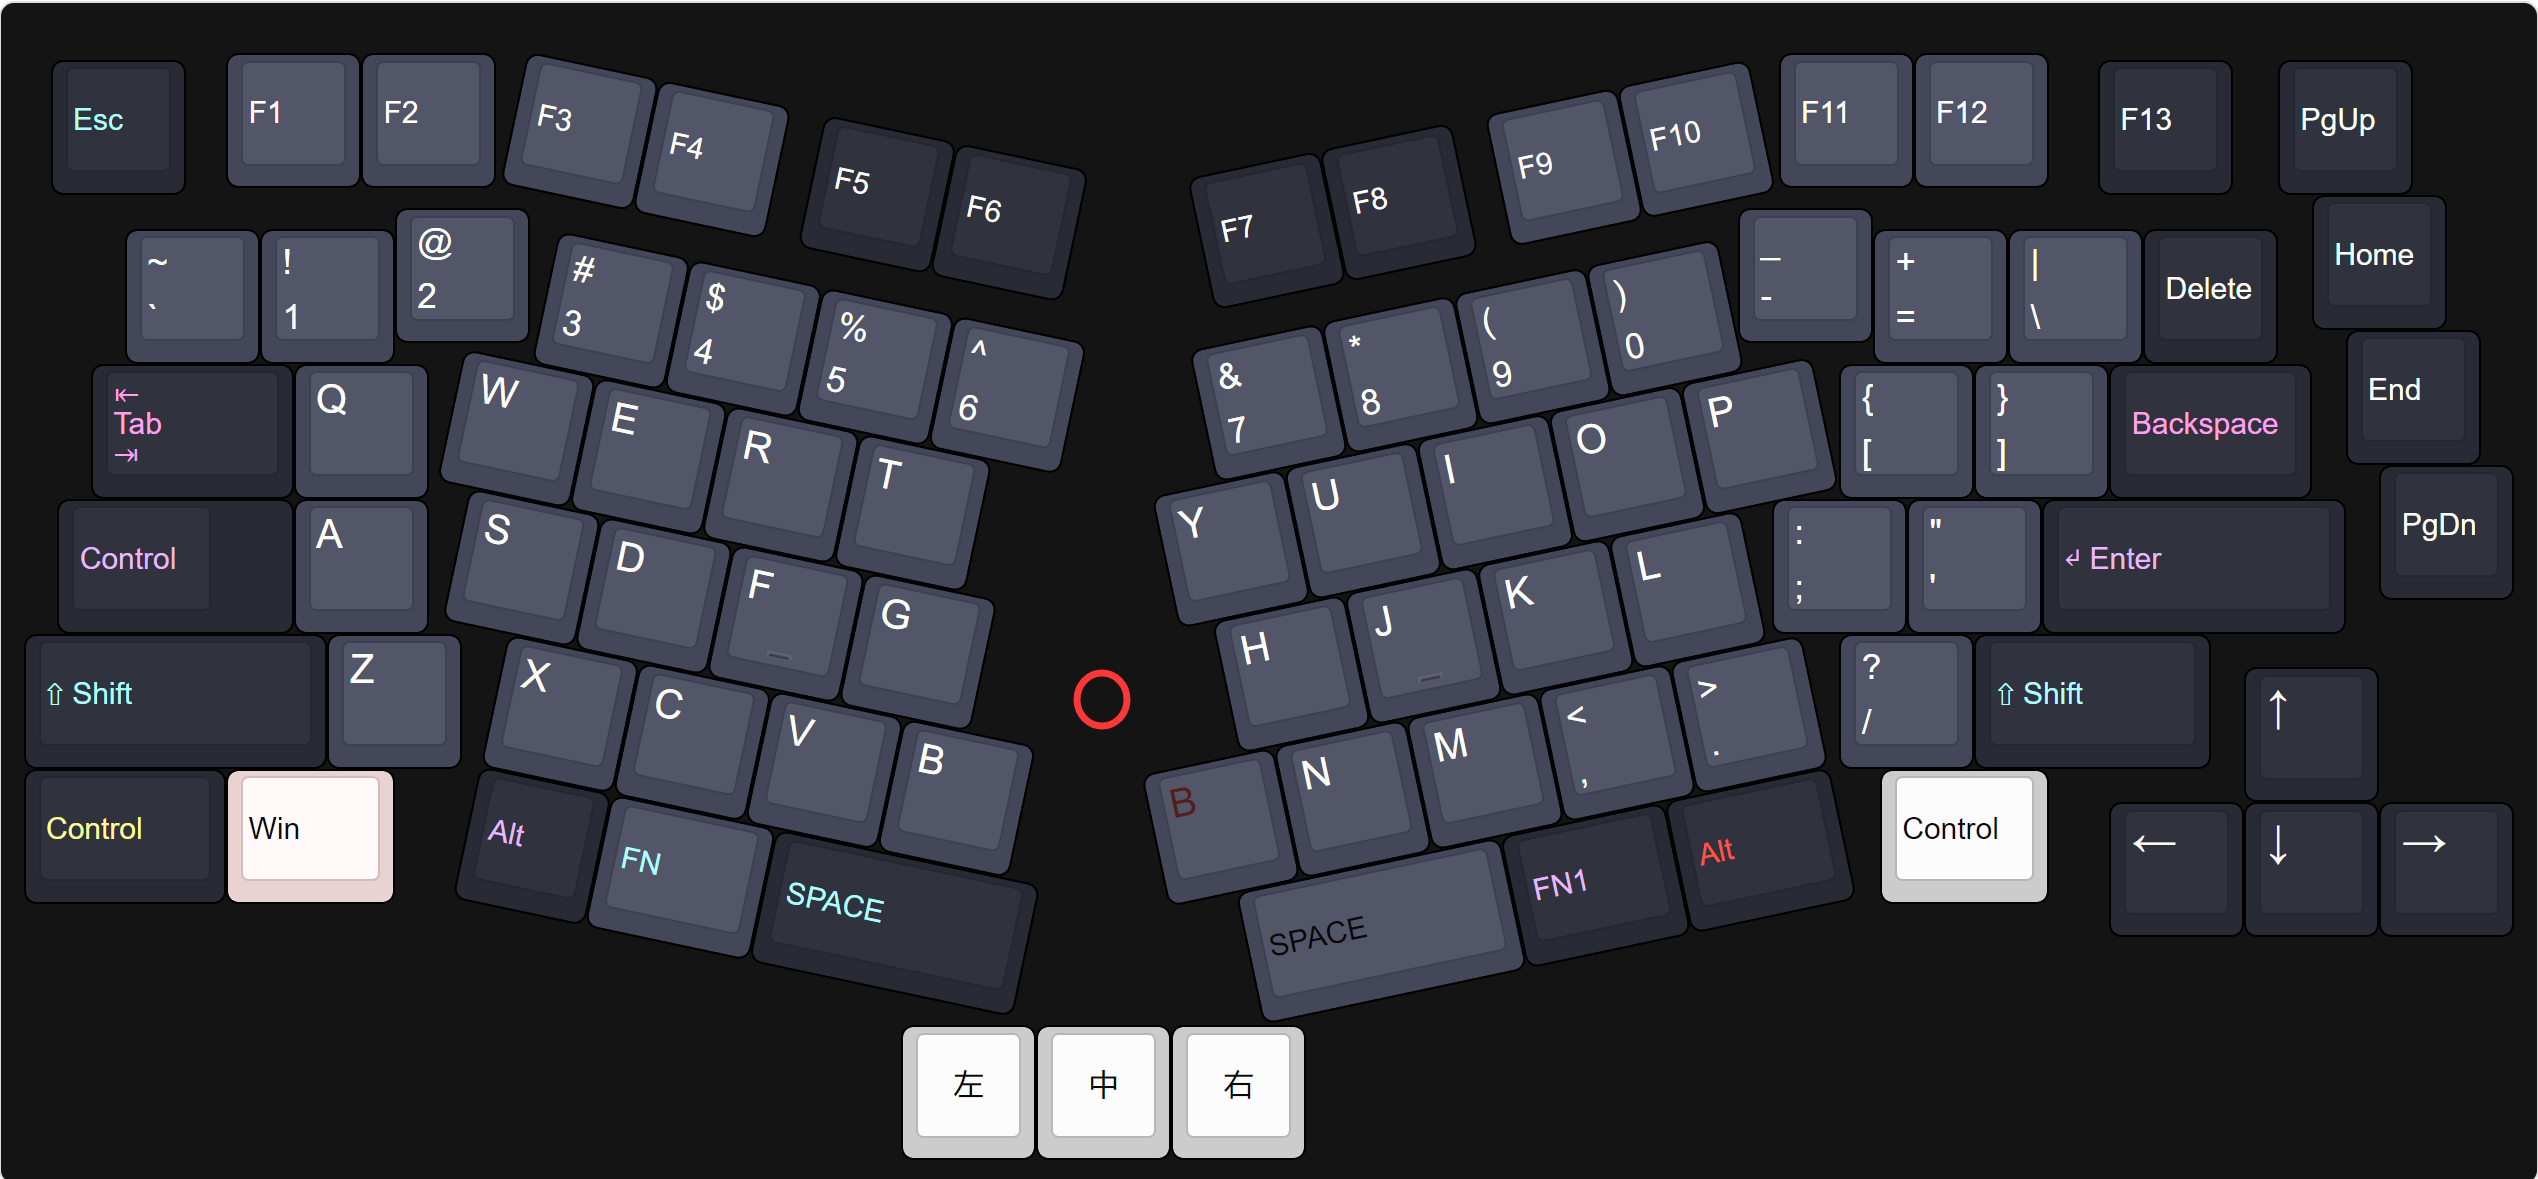 Esc F1 F2 F3 F4 F5 F6 F7 F8 F9 F10 F11 F12 F13 PgUp
~ ! @ # $ % ^ & * ( ) _ + | Home
` 1 2 3 4 5 6 7 8 9 0 - = \ Delete
⇤
Tab Q W E R T Y U I O P { } Backspace End
⇥ [ ]
Control A S D F G H J K L : " ↵ Enter PgDn
; '
⇧ Shift Z X C V B B N M < > ? ⇧ Shift ↑
, . /
Control Win Alt FN SPACE SPACE FN1 Alt Control ← ↓ →
左 中 右